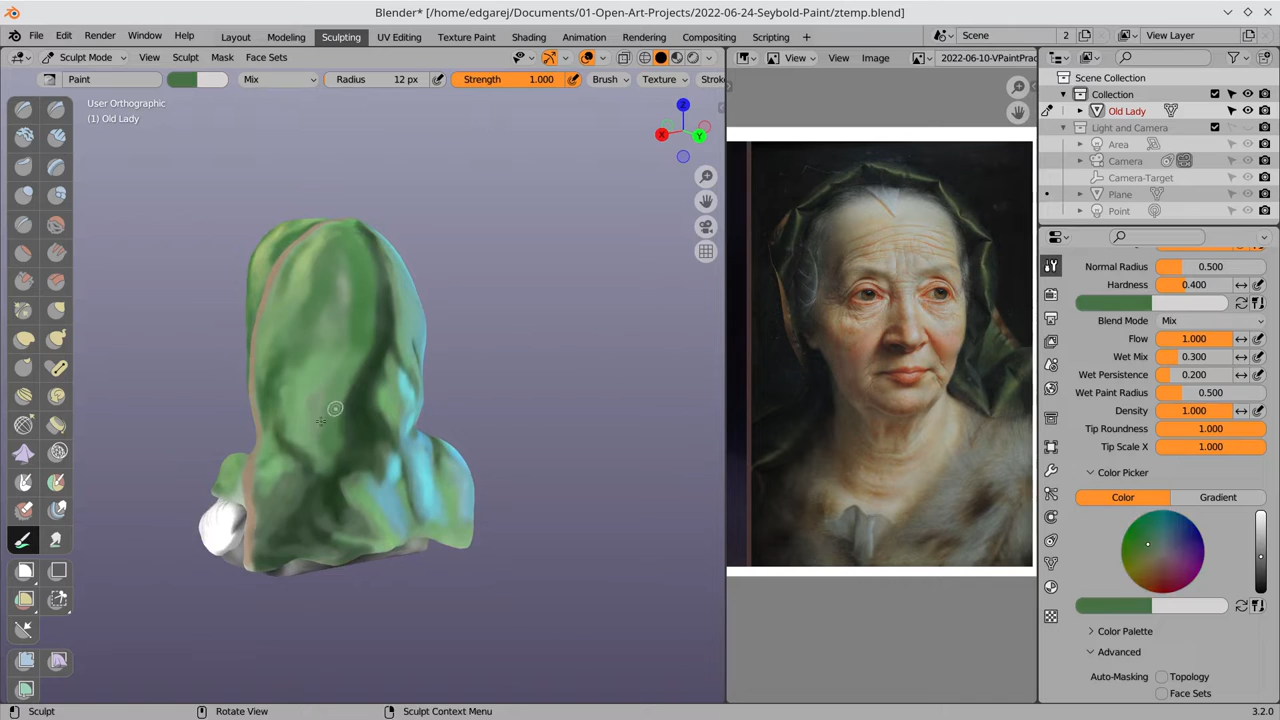 Blender* [/home/edgarej/Documents/01-Open-Art-Projects/2022-06-24-Seybold-Paint/ztemp.blend]
File Edit Render Window Help Layout Modeling Sculpting UV Editing Texture Paint Shading Animation Rendering Compositing Scripting + Scene 2 View Layer
Sculpt Mode View Sculpt Mask Face Sets View View Image 2022-06-10-VPaintPrac
Paint Mix Radius 12 px Strength 1.000 Brush Texture Strok
User Orthographic
(1) Old Lady
Z
X
Y
Scene Collection
Collection
Old Lady
Light and Camera
Area
Camera
Camera-Target
Plane
Point
Normal Radius 0.500
Hardness 0.400
Blend Mode Mix
Flow 1.000
Wet Mix 0.300
Wet Persistence 0.200
Wet Paint Radius 0.500
Density 1.000
Tip Roundness 1.000
Tip Scale X 1.000
Color Picker
Color Gradient
Color Palette
Advanced
Auto-Masking Topology
Face Sets
Sculpt Rotate View Sculpt Context Menu 3.2.0